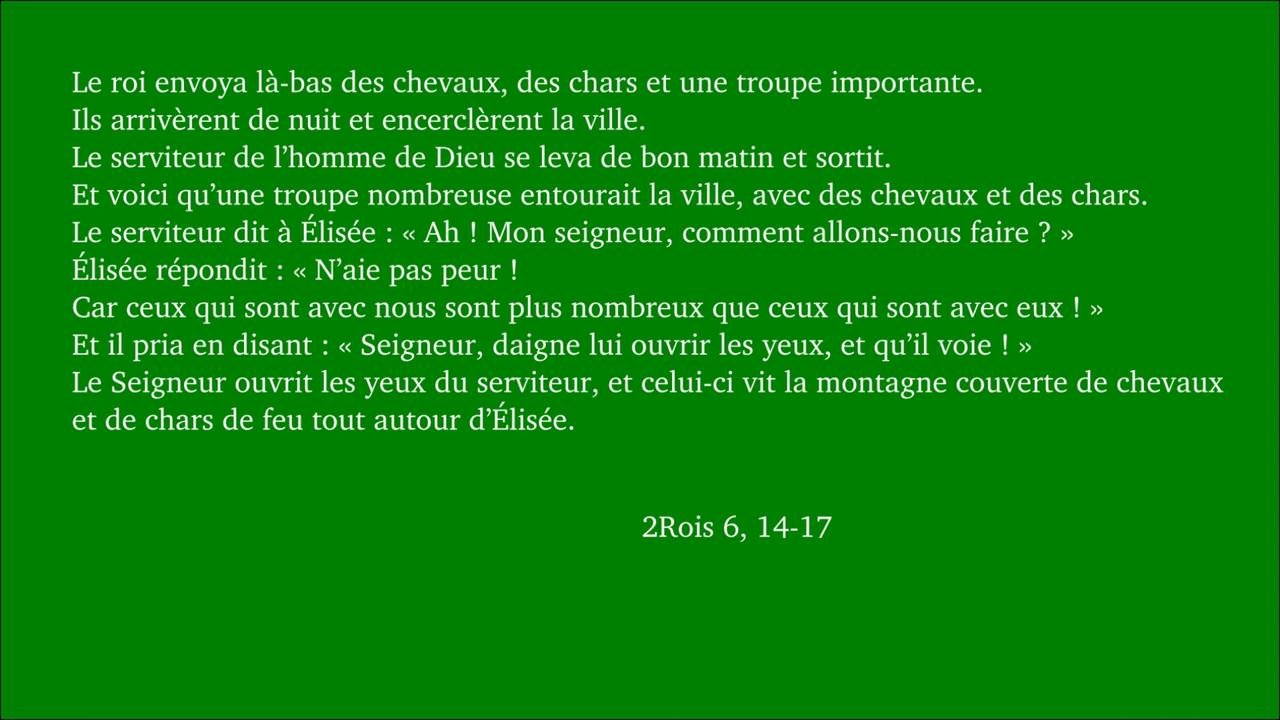 Le roi envoya là-bas des chevaux, des chars et une troupe importante.
Ils arrivèrent de nuit et encerclèrent la ville.
Le serviteur de l’homme de Dieu se leva de bon matin et sortit.
Et voici qu’une troupe nombreuse entourait la ville, avec des chevaux et des chars.
Le serviteur dit à Élisée : « Ah ! Mon seigneur, comment allons-nous faire ? »
Élisée répondit : « N’aie pas peur !
Car ceux qui sont avec nous sont plus nombreux que ceux qui sont avec eux ! »
Et il pria en disant : « Seigneur, daigne lui ouvrir les yeux, et qu’il voie ! »
Le Seigneur ouvrit les yeux du serviteur, et celui-ci vit la montagne couverte de chevaux
et de chars de feu tout autour d’Élisée.
2Rois 6, 14-17